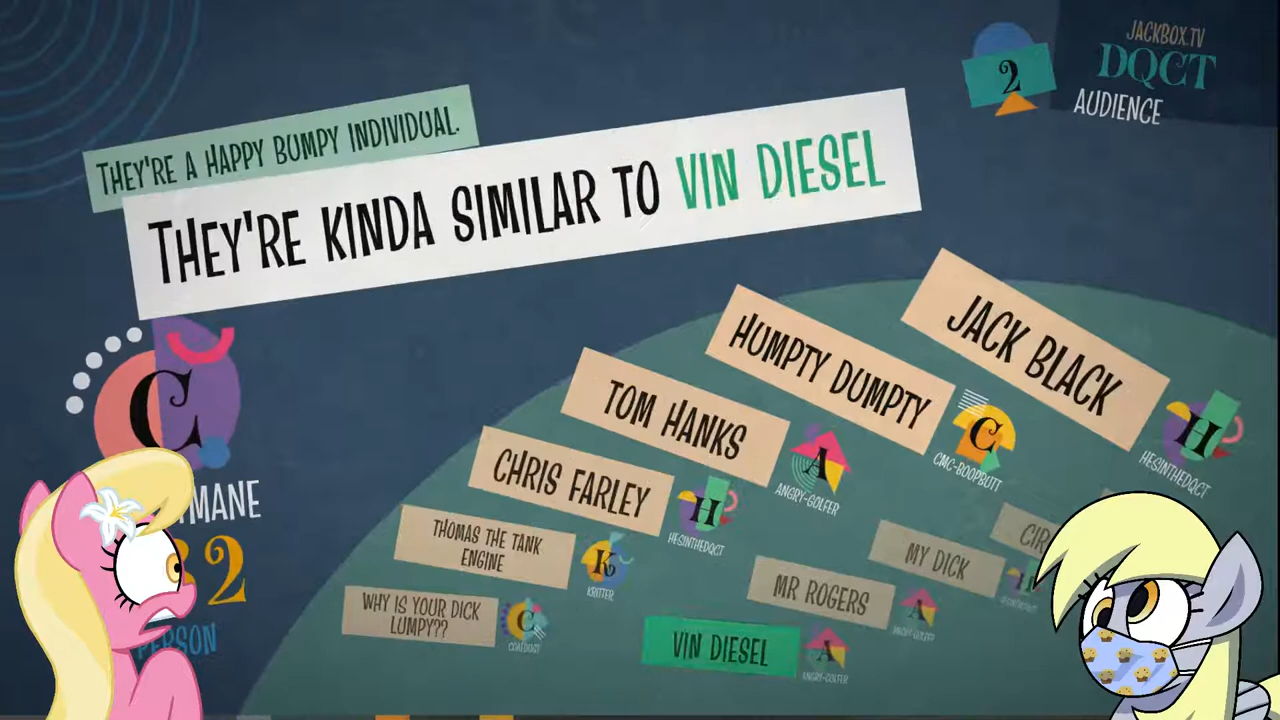 JACKBOX.TV
DQCT
2
AUDIENCE
THEY'RE A HAPPY BUMPY INDIVIDUAL.
THEY'RE KINDA SIMILAR TO VIN DIESEL
JACK BLACK
H
HESINTHEDQCT
HUMPTY DUMPTY
C
CMC-BOOPBUTT
TOM HANKS
A
ANGRY-GOLFER
CHRIS FARLEY
H
HESINTHEDQCT
THOMAS THE TANK
ENGINE
K
KRITTER
WHY IS YOUR DICK
LUMPY??
C
MY DICK
MR ROGERS
A
ANGRY-GOLFER
VIN DIESEL
A
ANGRY-GOLFER
C
MANE
2
PERSON